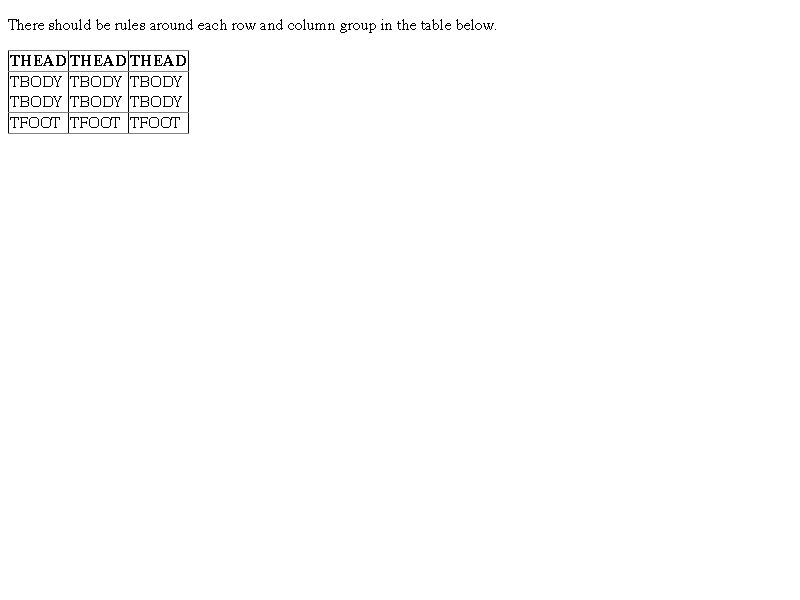 There should be rules around each row and column group in the table below.
THEAD THEAD THEAD
TBODY TBODY TBODY
TBODY TBODY TBODY
TFOOT TFOOT TFOOT